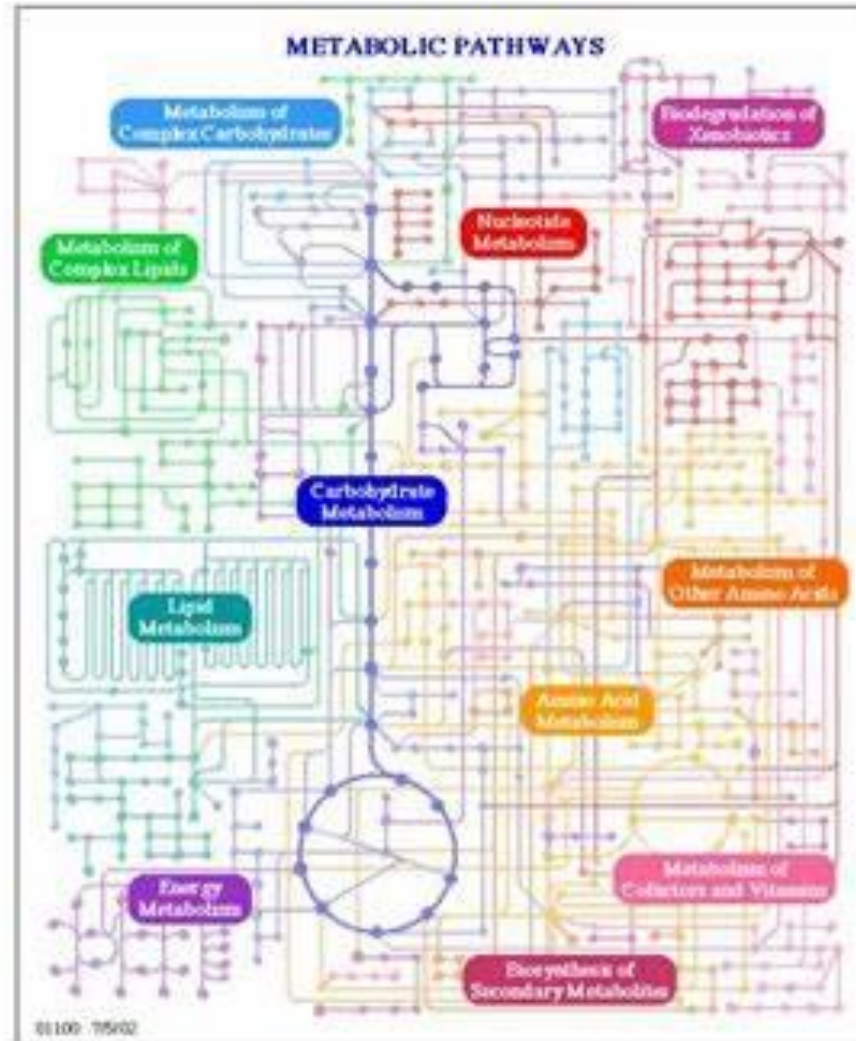 METABOLIC PATHWAYS
Metabolism of
Complex Carbohydrates
Biodegradation of
Xenobiotics
Nucleotide
Metabolism
Metabolism of
Complex Lipids
Carbohydrate
Metabolism
Metabolism of
Other Amino Acids
Lipid
Metabolism
Amino Acid
Metabolism
Metabolism of
Cofactors and Vitamins
Energy
Metabolism
Biosynthesis of
Secondary Metabolites
01100 7/5/02